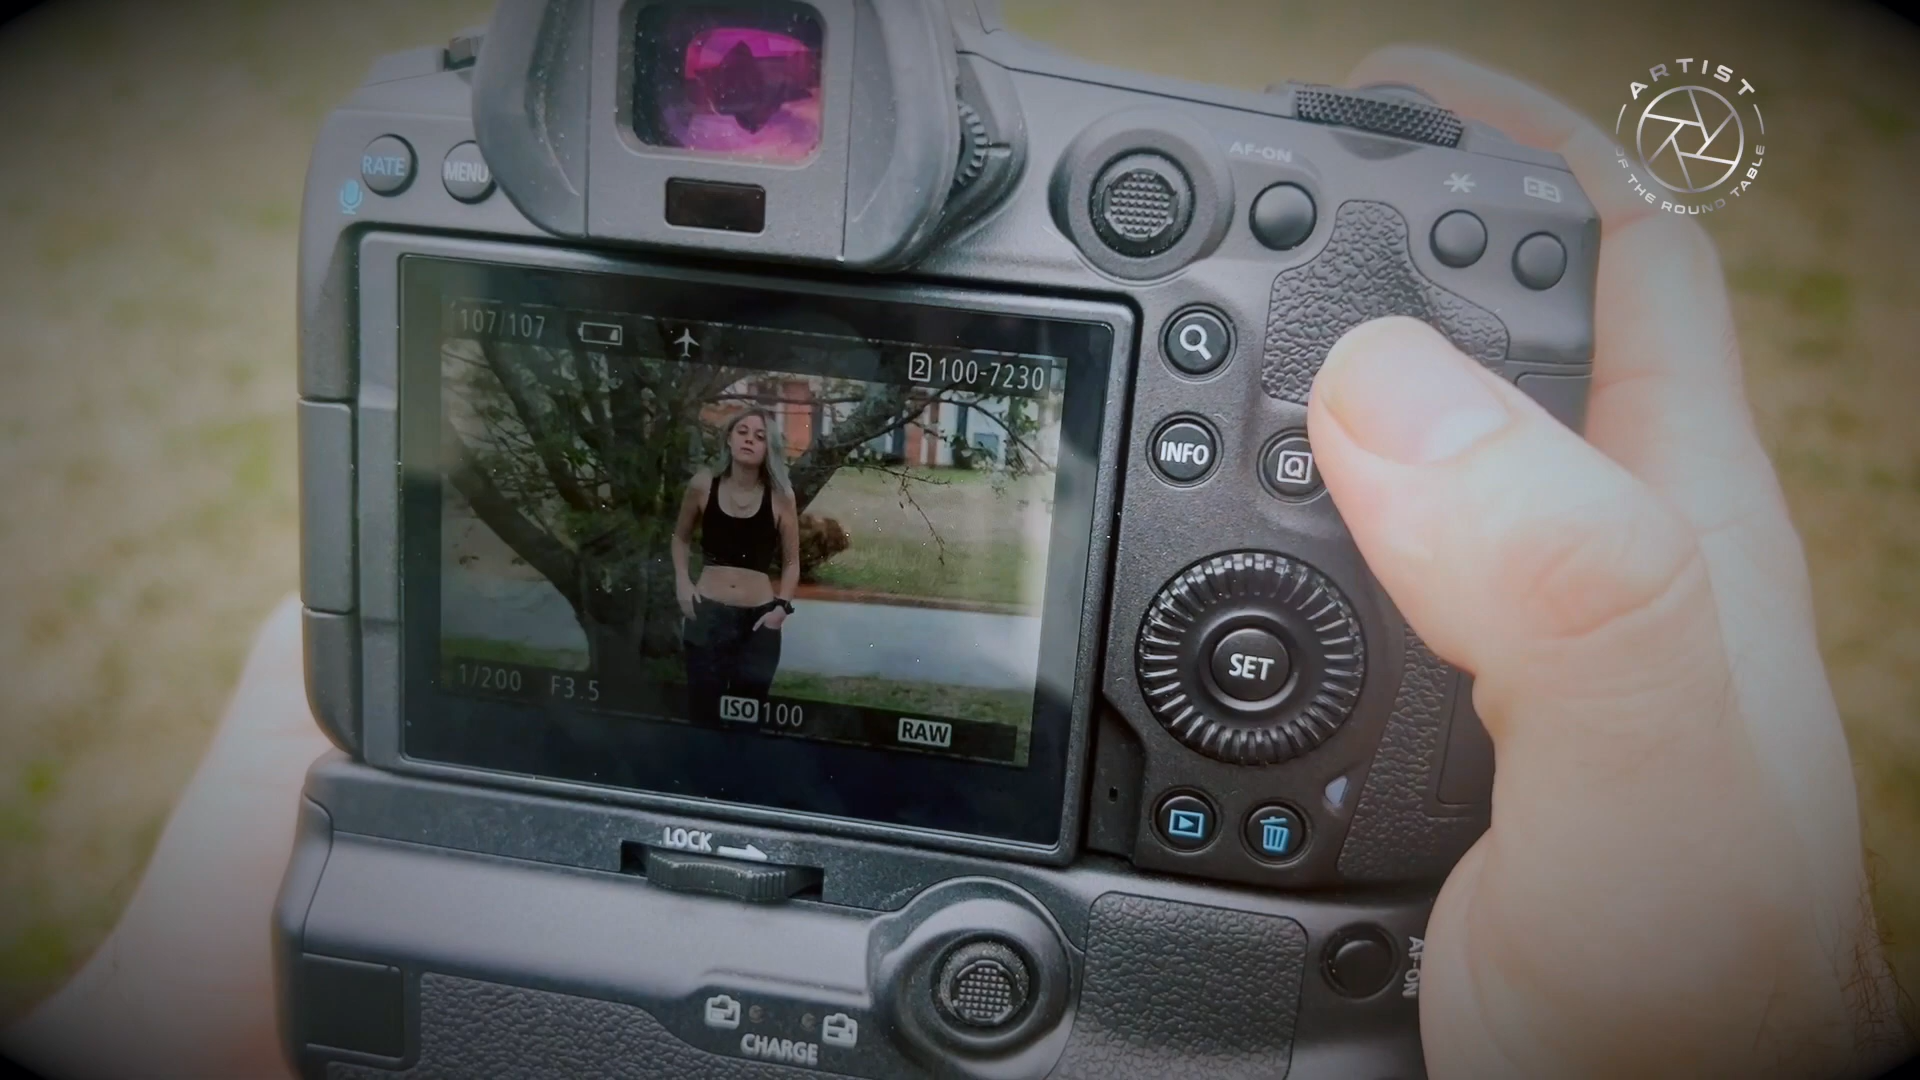 ARTIST
OF THE ROUND TABLE
RATE
MENU
AF-ON
107/107
2 100-7230
INFO
Q
SET
1/200 F3.5
ISO 100
RAW
LOCK
CHARGE
AF-ON